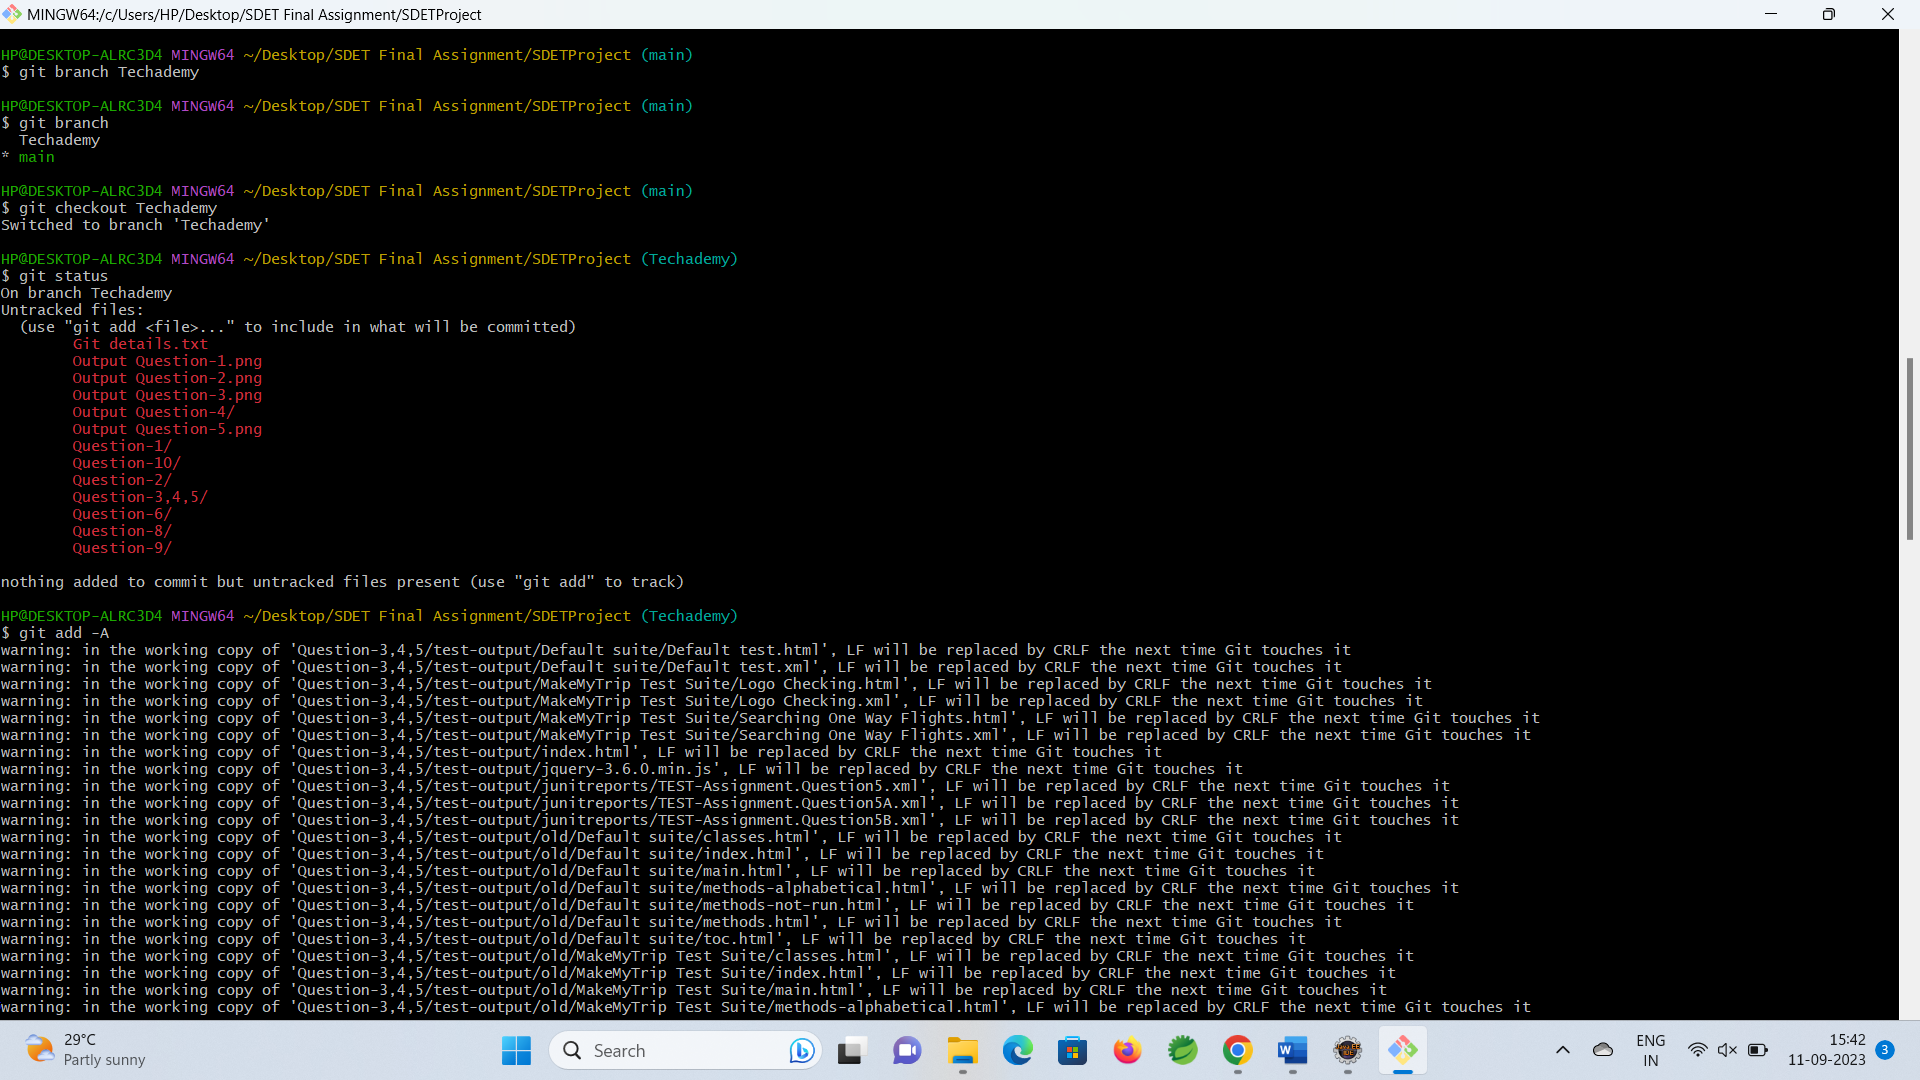 MINGW64:/c/Users/HP/Desktop/SDET Final Assignment/SDETProject
HP@DESKTOP-ALRC3D4 MINGW64 ~/Desktop/SDET Final Assignment/SDETProject (main)
$ git branch Techademy
HP@DESKTOP-ALRC3D4 MINGW64 ~/Desktop/SDET Final Assignment/SDETProject (main)
$ git branch
  Techademy
* main
HP@DESKTOP-ALRC3D4 MINGW64 ~/Desktop/SDET Final Assignment/SDETProject (main)
$ git checkout Techademy
Switched to branch 'Techademy'
HP@DESKTOP-ALRC3D4 MINGW64 ~/Desktop/SDET Final Assignment/SDETProject (Techademy)
$ git status
On branch Techademy
Untracked files:
  (use "git add <file>..." to include in what will be committed)
        Git details.txt
        Output Question-1.png
        Output Question-2.png
        Output Question-3.png
        Output Question-4/
        Output Question-5.png
        Question-1/
        Question-10/
        Question-2/
        Question-3,4,5/
        Question-6/
        Question-8/
        Question-9/
nothing added to commit but untracked files present (use "git add" to track)
HP@DESKTOP-ALRC3D4 MINGW64 ~/Desktop/SDET Final Assignment/SDETProject (Techademy)
$ git add -A
warning: in the working copy of 'Question-3,4,5/test-output/Default suite/Default test.html', LF will be replaced by CRLF the next time Git touches it
warning: in the working copy of 'Question-3,4,5/test-output/Default suite/Default test.xml', LF will be replaced by CRLF the next time Git touches it
warning: in the working copy of 'Question-3,4,5/test-output/MakeMyTrip Test Suite/Logo Checking.html', LF will be replaced by CRLF the next time Git touches it
warning: in the working copy of 'Question-3,4,5/test-output/MakeMyTrip Test Suite/Logo Checking.xml', LF will be replaced by CRLF the next time Git touches it
warning: in the working copy of 'Question-3,4,5/test-output/MakeMyTrip Test Suite/Searching One Way Flights.html', LF will be replaced by CRLF the next time Git touches it
warning: in the working copy of 'Question-3,4,5/test-output/MakeMyTrip Test Suite/Searching One Way Flights.xml', LF will be replaced by CRLF the next time Git touches it
warning: in the working copy of 'Question-3,4,5/test-output/index.html', LF will be replaced by CRLF the next time Git touches it
warning: in the working copy of 'Question-3,4,5/test-output/jquery-3.6.0.min.js', LF will be replaced by CRLF the next time Git touches it
warning: in the working copy of 'Question-3,4,5/test-output/junitreports/TEST-Assignment.Question5.xml', LF will be replaced by CRLF the next time Git touches it
warning: in the working copy of 'Question-3,4,5/test-output/junitreports/TEST-Assignment.Question5A.xml', LF will be replaced by CRLF the next time Git touches it
warning: in the working copy of 'Question-3,4,5/test-output/junitreports/TEST-Assignment.Question5B.xml', LF will be replaced by CRLF the next time Git touches it
warning: in the working copy of 'Question-3,4,5/test-output/old/Default suite/classes.html', LF will be replaced by CRLF the next time Git touches it
warning: in the working copy of 'Question-3,4,5/test-output/old/Default suite/index.html', LF will be replaced by CRLF the next time Git touches it
warning: in the working copy of 'Question-3,4,5/test-output/old/Default suite/main.html', LF will be replaced by CRLF the next time Git touches it
warning: in the working copy of 'Question-3,4,5/test-output/old/Default suite/methods-alphabetical.html', LF will be replaced by CRLF the next time Git touches it
warning: in the working copy of 'Question-3,4,5/test-output/old/Default suite/methods-not-run.html', LF will be replaced by CRLF the next time Git touches it
warning: in the working copy of 'Question-3,4,5/test-output/old/Default suite/methods.html', LF will be replaced by CRLF the next time Git touches it
warning: in the working copy of 'Question-3,4,5/test-output/old/Default suite/toc.html', LF will be replaced by CRLF the next time Git touches it
warning: in the working copy of 'Question-3,4,5/test-output/old/MakeMyTrip Test Suite/classes.html', LF will be replaced by CRLF the next time Git touches it
warning: in the working copy of 'Question-3,4,5/test-output/old/MakeMyTrip Test Suite/index.html', LF will be replaced by CRLF the next time Git touches it
warning: in the working copy of 'Question-3,4,5/test-output/old/MakeMyTrip Test Suite/main.html', LF will be replaced by CRLF the next time Git touches it
warning: in the working copy of 'Question-3,4,5/test-output/old/MakeMyTrip Test Suite/methods-alphabetical.html', LF will be replaced by CRLF the next time Git touches it
29°C
Partly sunny
Search
ENG
IN
15:42
11-09-2023
3